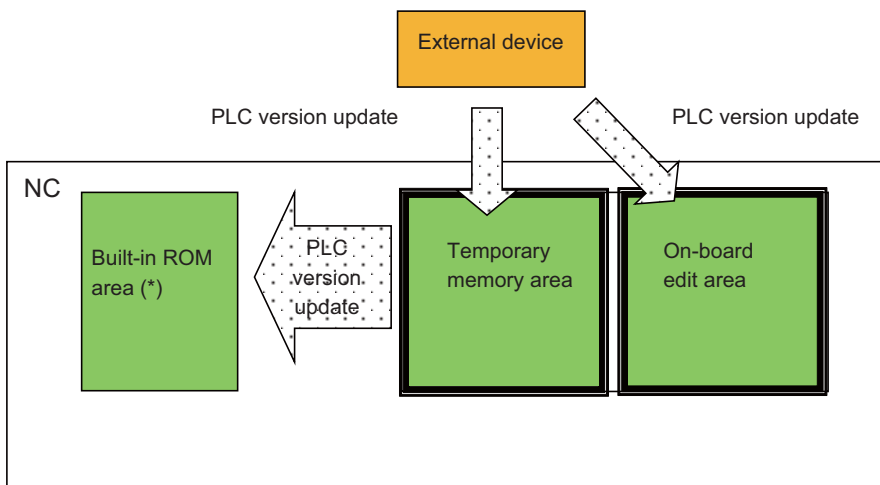 External device
PLC version update
PLC version update
NC
Built-in ROM
area (*)
PLC
version
update
Temporary
memory area
On-board
edit area